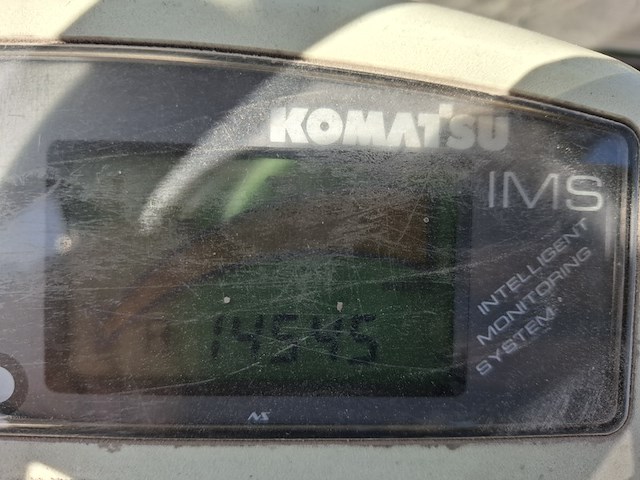 KOMATSU
IMS
INTELLIGENT
MONITORING
SYSTEM
14545